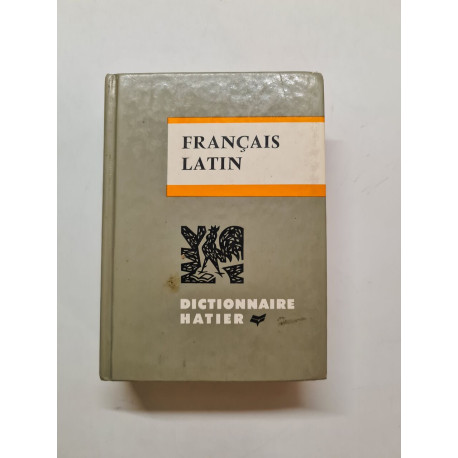 FRANÇAIS
LATIN
DICTIONNAIRE
HATIER